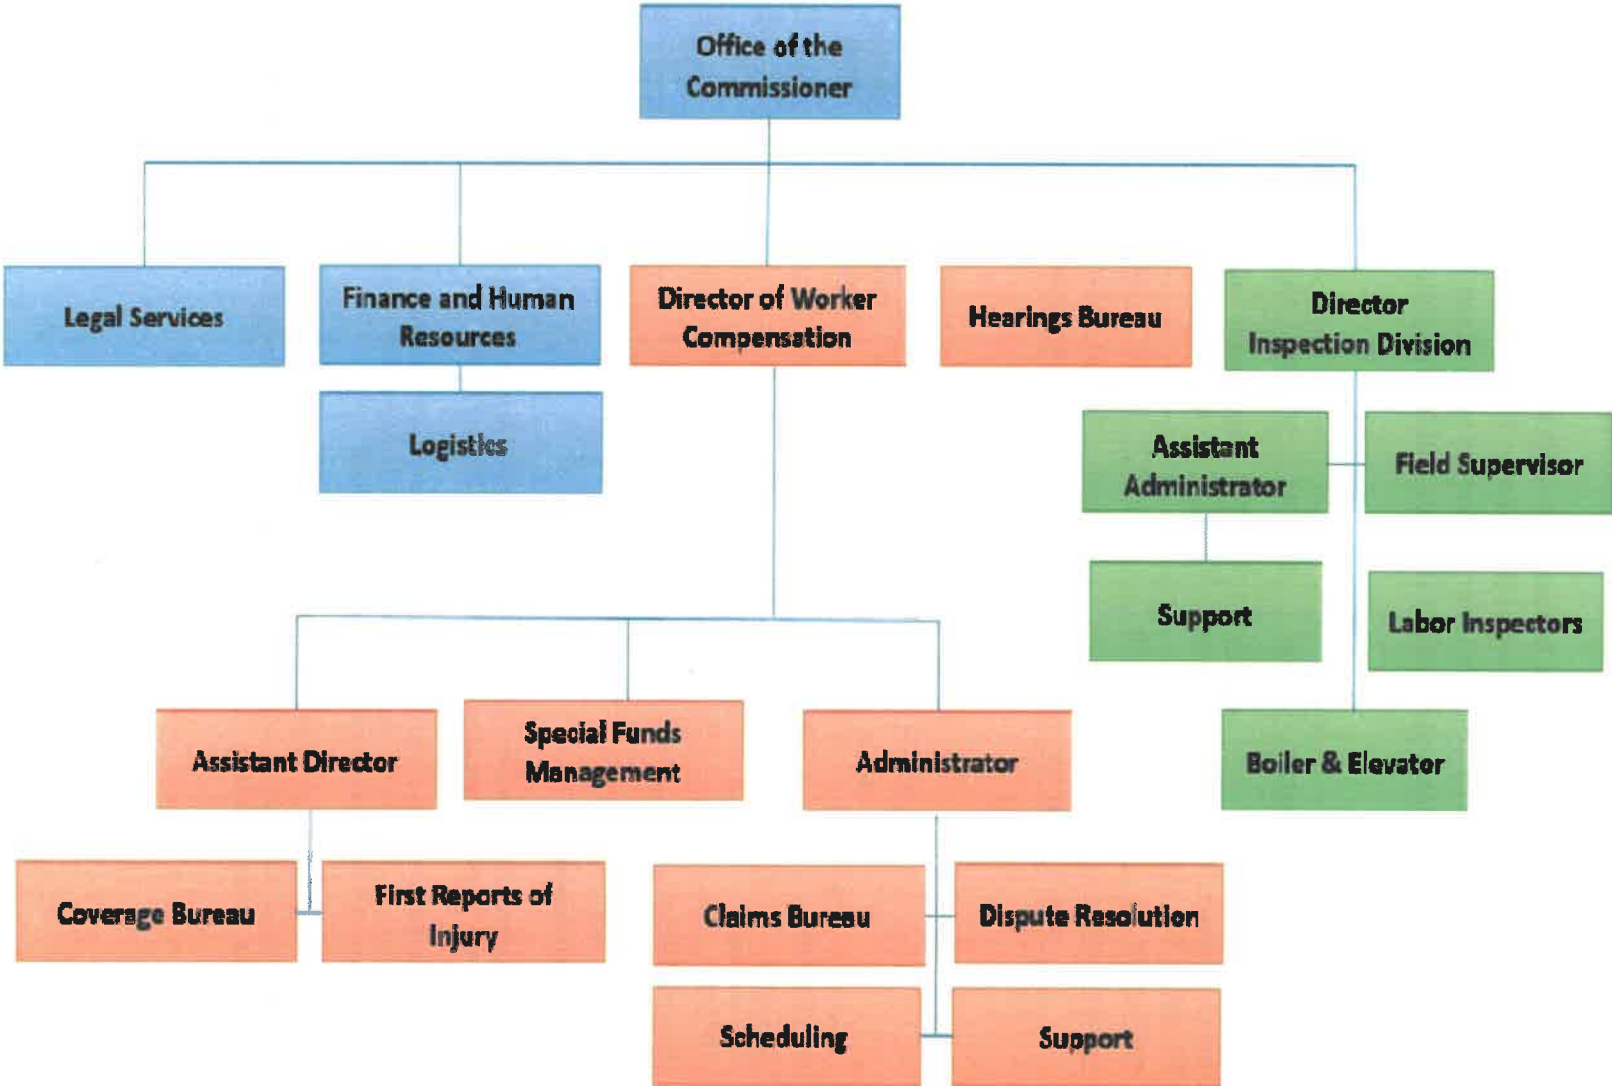 Office of the
Commissioner
Legal Services
Finance and Human
Resources
Director of Worker
Compensation
Hearings Bureau
Director
Inspection Division
Logistics
Assistant
Administrator
Field Supervisor
Support
Labor Inspectors
Assistant Director
Special Funds
Management
Administrator
Boiler & Elevator
Coverage Bureau
First Reports of
Injury
Claims Bureau
Dispute Resolution
Scheduling
Support